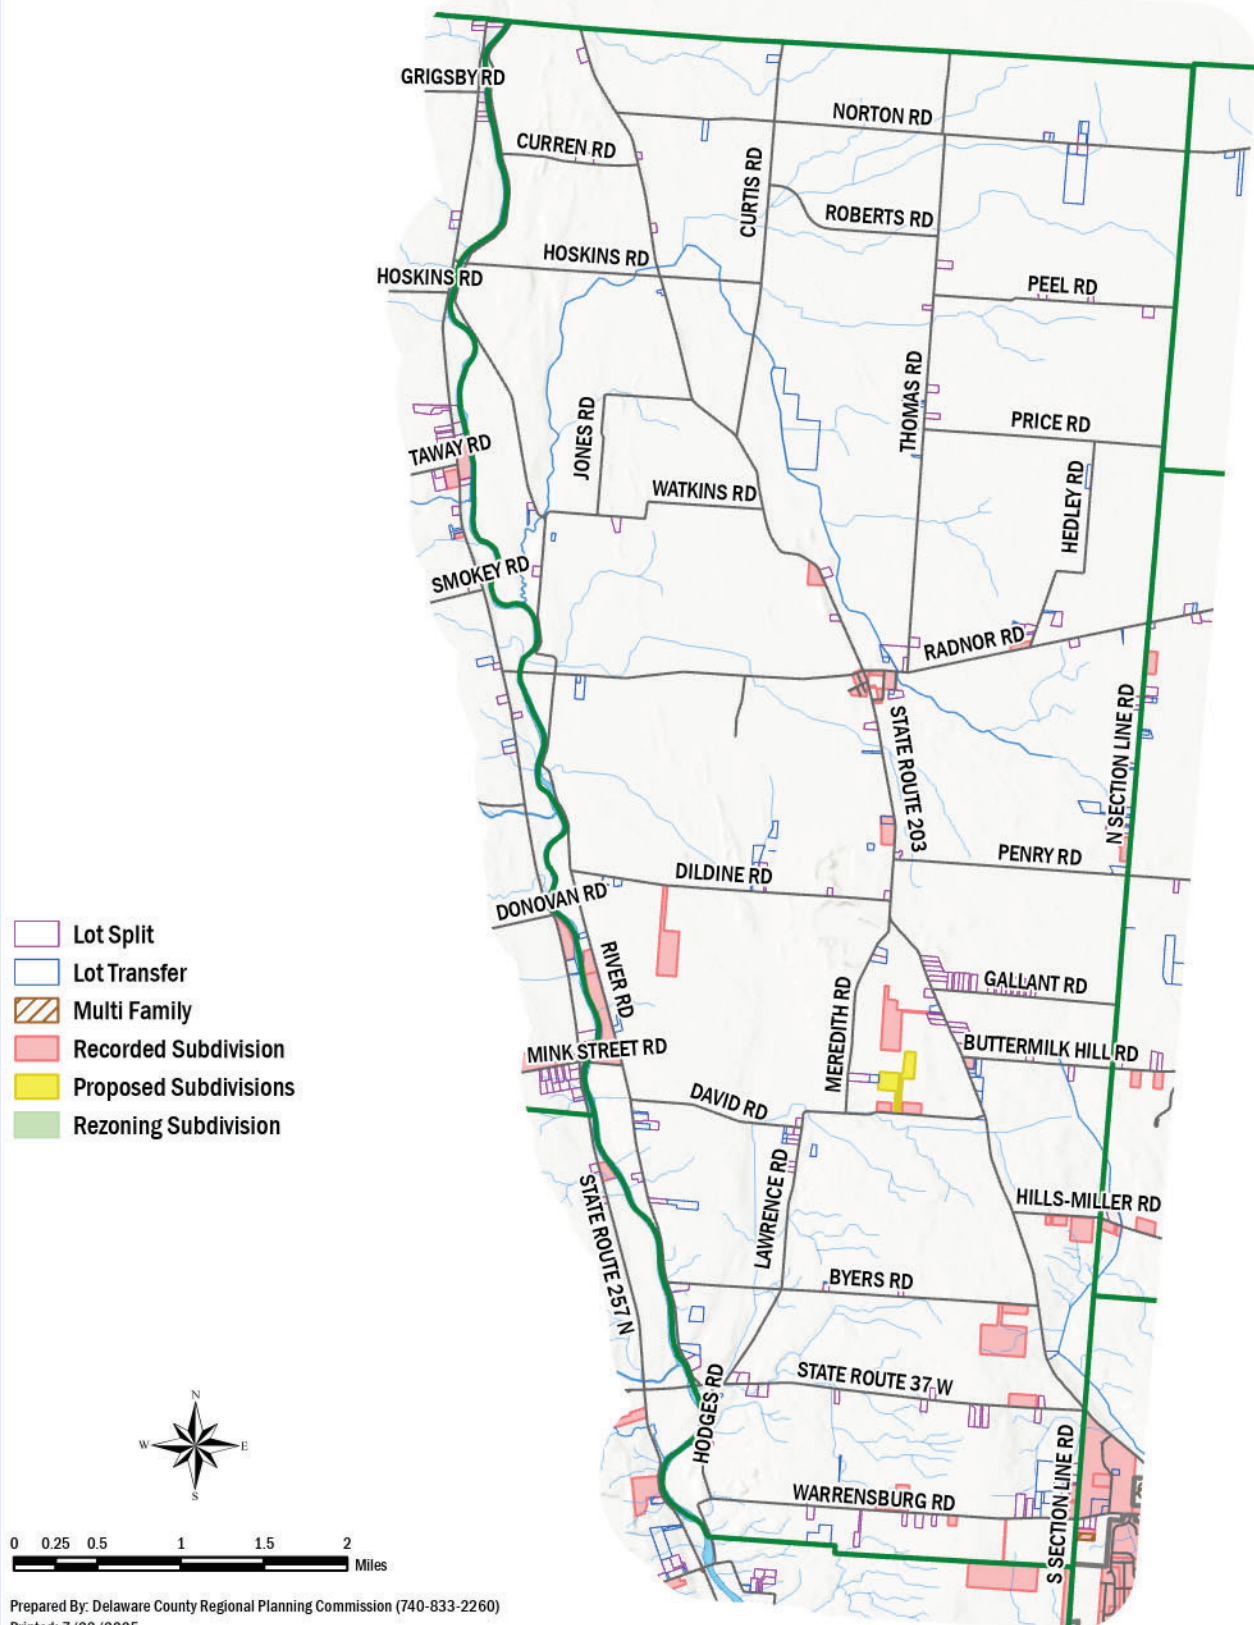 GRIGSBY RD
NORTON RD
CURREN RD
CURTIS RD
ROBERTS RD
HOSKINS RD
HOSKINS RD
PEEL RD
THOMAS RD
JONES RD
PRICE RD
TAWAY RD
HEDLEY RD
WATKINS RD
SMOKEY RD
RADNOR RD
STATE ROUTE 203
N SECTION LINE RD
PENRY RD
DILDINE RD
DONOVAN RD
RIVER RD
GALLANT RD
MEREDITH RD
MINK STREET RD
BUTTERMILK HILL RD
DAVID RD
LAWRENCE RD
HILLS-MILLER RD
STATE ROUTE 257 N
BYERS RD
STATE ROUTE 37 W
HODGES RD
S SECTION LINE RD
WARRENSBURG RD
Lot Split
Lot Transfer
Multi Family
Recorded Subdivision
Proposed Subdivisions
Rezoning Subdivision
N
W E
S
0 0.25 0.5 1 1.5 2
Miles
Prepared By: Delaware County Regional Planning Commission (740-833-2260)